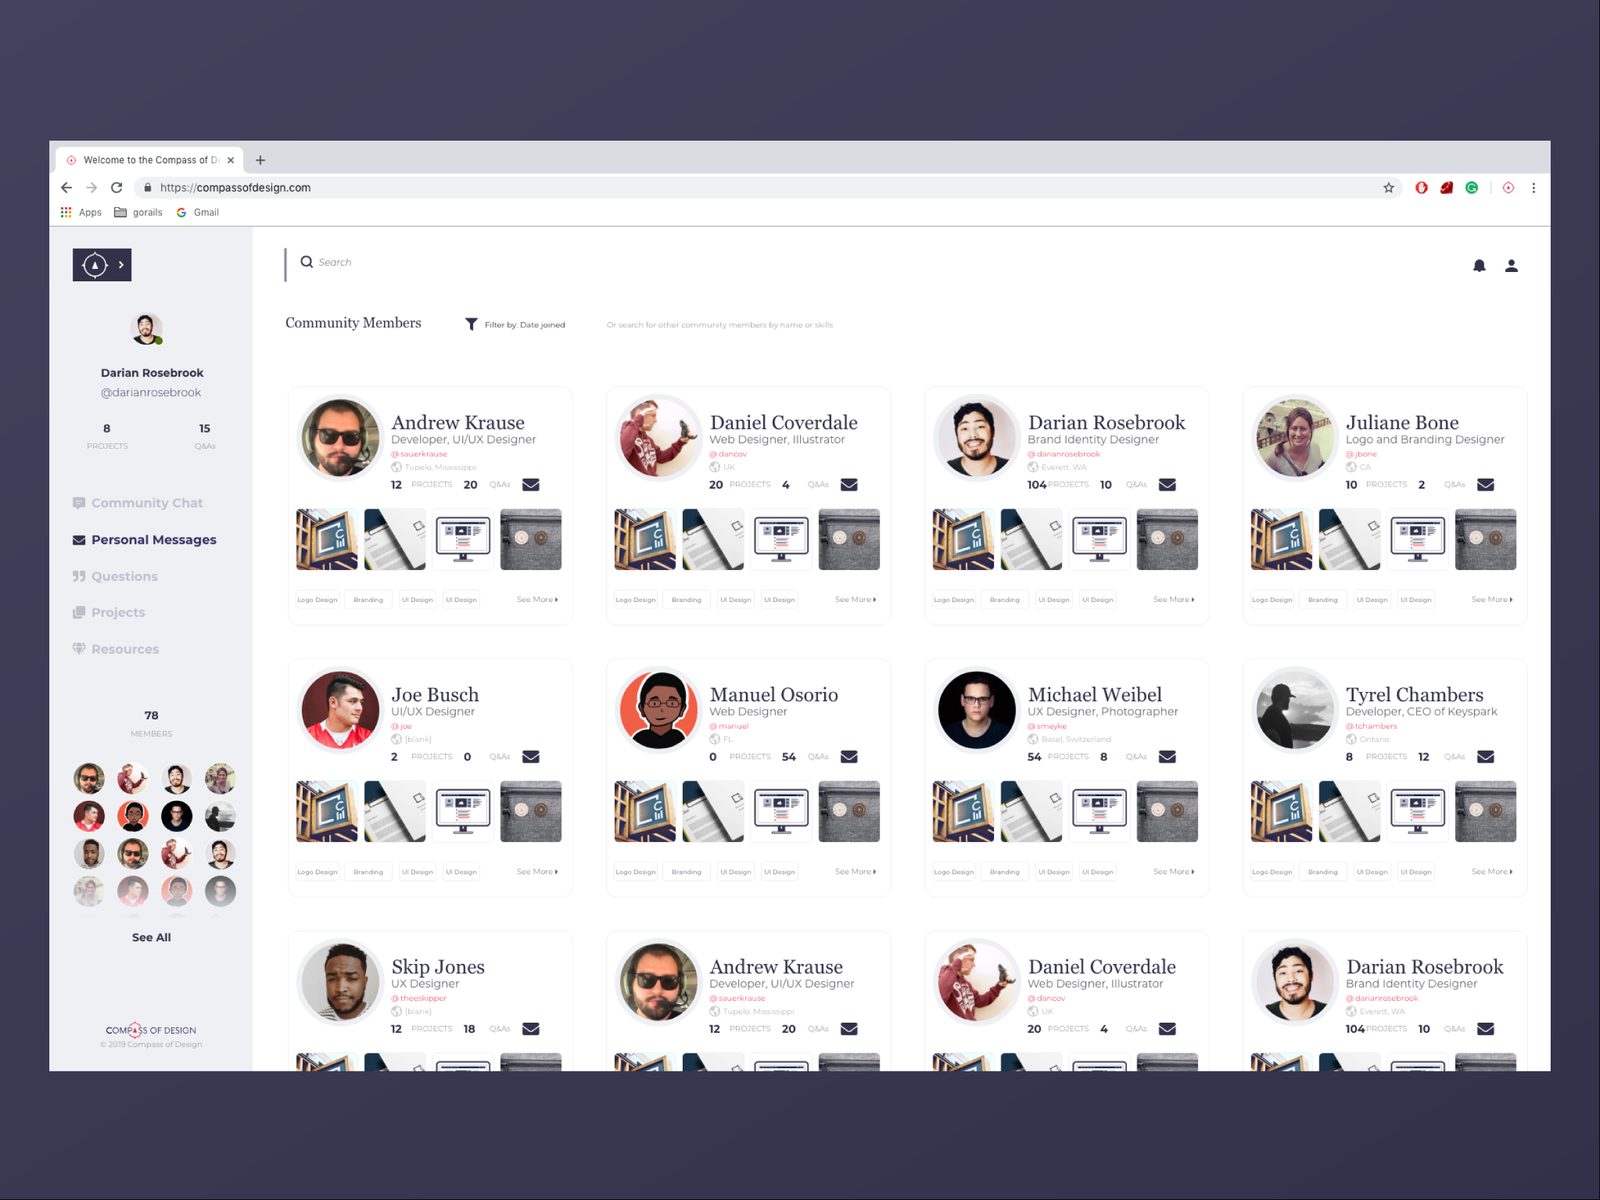 Welcome to the Compass of D
https://compassofdesign.com
Apps
gorails
Gmail
Search
Darian Rosebrook
@darianrosebrook
8 15
PROJECTS Q&As
Community Chat
Personal Messages
Questions
Projects
Resources
78
MEMBERS
See All
COMPASS OF DESIGN
© 2019 Compass of Design
Community Members
Filter by: Date joined
Or search for other community members by name or skills
Andrew Krause
Developer, UI/UX Designer
@sauerkrause
Tupelo, Mississippi
12 PROJECTS 20 Q&As
Logo Design Branding UI Design UI Design See More
Daniel Coverdale
Web Designer, Illustrator
@dancov
UK
20 PROJECTS 4 Q&As
Logo Design Branding UI Design UI Design See More
Darian Rosebrook
Brand Identity Designer
@darianrosebrook
Everett, WA
104 PROJECTS 10 Q&As
Logo Design Branding UI Design UI Design See More
Juliane Bone
Logo and Branding Designer
@jbone
CA
10 PROJECTS 2 Q&As
Logo Design Branding UI Design UI Design See More
Joe Busch
UI/UX Designer
@joe
[blank]
2 PROJECTS 0 Q&As
Logo Design Branding UI Design UI Design See More
Manuel Osorio
Web Designer
@manuel
FL
0 PROJECTS 54 Q&As
Logo Design Branding UI Design UI Design See More
Michael Weibel
UX Designer, Photographer
@smeyke
Basel, Switzerland
54 PROJECTS 8 Q&As
Logo Design Branding UI Design UI Design See More
Tyrel Chambers
Developer, CEO of Keyspark
@tchambers
Ontario
8 PROJECTS 12 Q&As
Logo Design Branding UI Design UI Design See More
Skip Jones
UX Designer
@theeskipper
[blank]
12 PROJECTS 18 Q&As
Andrew Krause
Developer, UI/UX Designer
@sauerkrause
Tupelo, Mississippi
12 PROJECTS 20 Q&As
Daniel Coverdale
Web Designer, Illustrator
@dancov
UK
20 PROJECTS 4 Q&As
Darian Rosebrook
Brand Identity Designer
@darianrosebrook
Everett, WA
104 PROJECTS 10 Q&As